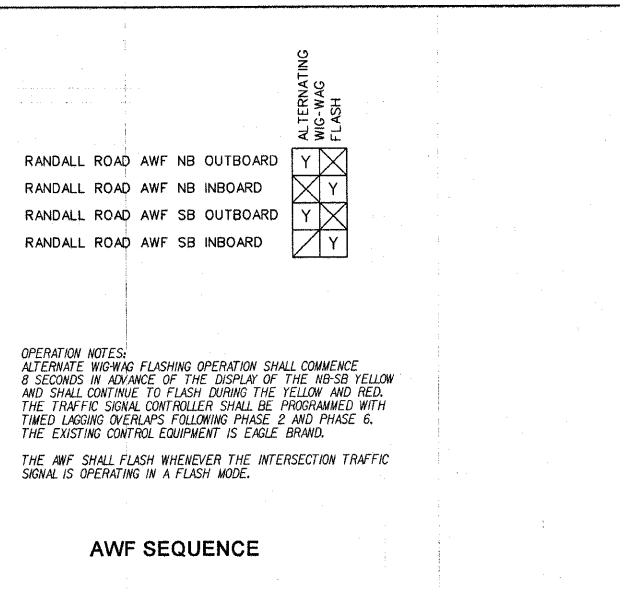 ALTERNATING
WIG-WAG
FLASH
RANDALL ROAD AWF NB OUTBOARD Y
RANDALL ROAD AWF NB INBOARD Y
RANDALL ROAD AWF SB OUTBOARD Y
RANDALL ROAD AWF SB INBOARD Y
OPERATION NOTES:
ALTERNATE WIG-WAG FLASHING OPERATION SHALL COMMENCE
8 SECONDS IN ADVANCE OF THE DISPLAY OF THE NB-SB YELLOW
AND SHALL CONTINUE TO FLASH DURING THE YELLOW AND RED.
THE TRAFFIC SIGNAL CONTROLLER SHALL BE PROGRAMMED WITH
TIMED LAGGING OVERLAPS FOLLOWING PHASE 2 AND PHASE 6.
THE EXISTING CONTROL EQUIPMENT IS EAGLE BRAND.
THE AWF SHALL FLASH WHENEVER THE INTERSECTION TRAFFIC
SIGNAL IS OPERATING IN A FLASH MODE.
AWF SEQUENCE